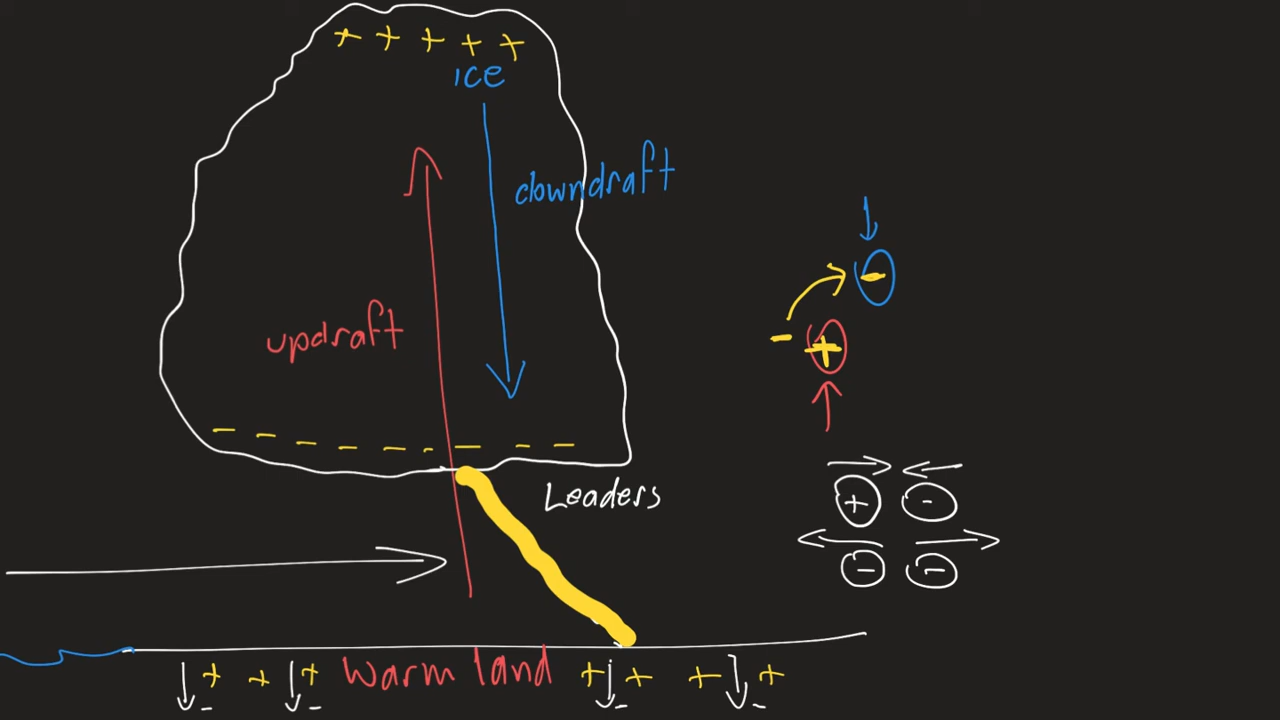 + + + + +
ice
downdraft
updraft
-
- +
- - - - - - - - -
Leaders
+ -
- -
+ + + warm land + + + +
- - - -